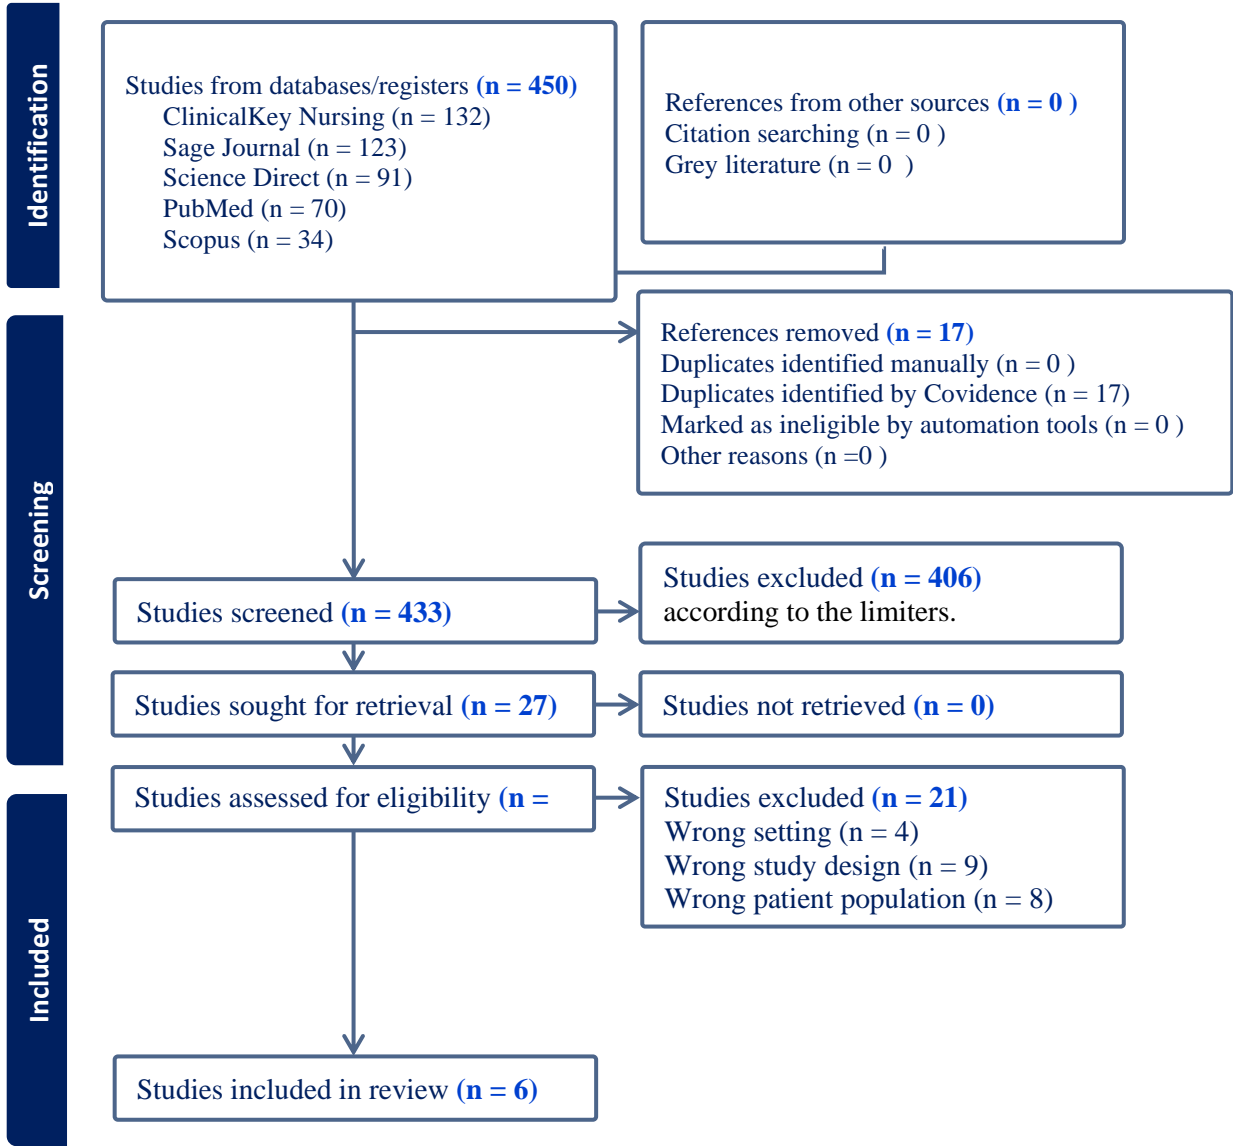 Identification
Studies from databases/registers (n = 450)
ClinicalKey Nursing (n = 132)
Sage Journal (n = 123)
Science Direct (n = 91)
PubMed (n = 70)
Scopus (n = 34)
References from other sources (n = 0 )
Citation searching (n = 0 )
Grey literature (n = 0  )
Screening
References removed (n = 17)
Duplicates identified manually (n = 0 )
Duplicates identified by Covidence (n = 17)
Marked as ineligible by automation tools (n = 0 )
Other reasons (n =0 )
Studies screened (n = 433)
Studies excluded (n = 406)
according to the limiters.
Studies sought for retrieval (n = 27)
Studies not retrieved (n = 0)
Included
Studies assessed for eligibility (n =
Studies excluded (n = 21)
Wrong setting (n = 4)
Wrong study design (n = 9)
Wrong patient population (n = 8)
Studies included in review (n = 6)